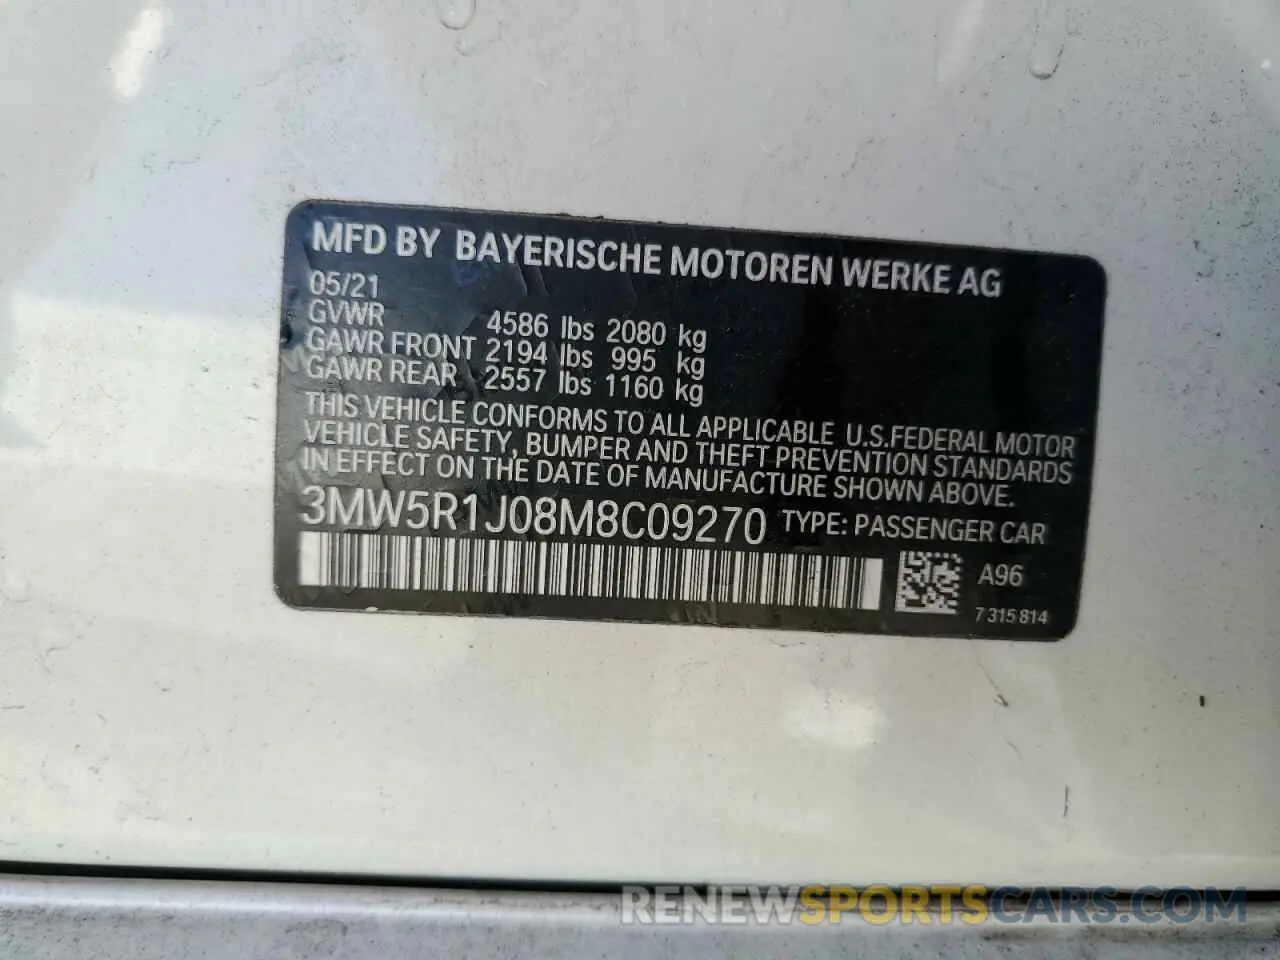 MFD BY BAYERISCHE MOTOREN WERKE AG
05/21
GVWR 4586 lbs 2080 kg
GAWR FRONT 2194 lbs 995 kg
GAWR REAR 2557 lbs 1160 kg
THIS VEHICLE CONFORMS TO ALL APPLICABLE U.S.FEDERAL MOTOR
VEHICLE SAFETY, BUMPER AND THEFT PREVENTION STANDARDS
IN EFFECT ON THE DATE OF MANUFACTURE SHOWN ABOVE.
3MW5R1J08M8C09270 TYPE: PASSENGER CAR
A96
7 315 814
RENEWSPORTSCARS.COM